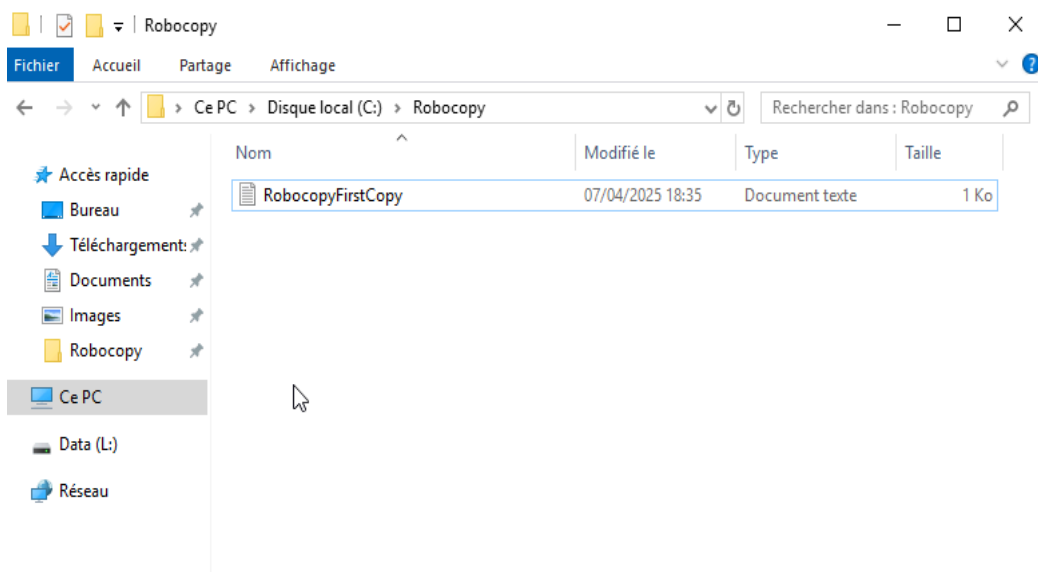 Robocopy
Fichier Accueil Partage Affichage
Ce PC > Disque local (C:) > Robocopy Rechercher dans : Robocopy
Nom Modifié le Type Taille
Accès rapide
RobocopyFirstCopy 07/04/2025 18:35 Document texte 1 Ko
Bureau
Téléchargements
Documents
Images
Robocopy
Ce PC
Data (L:)
Réseau